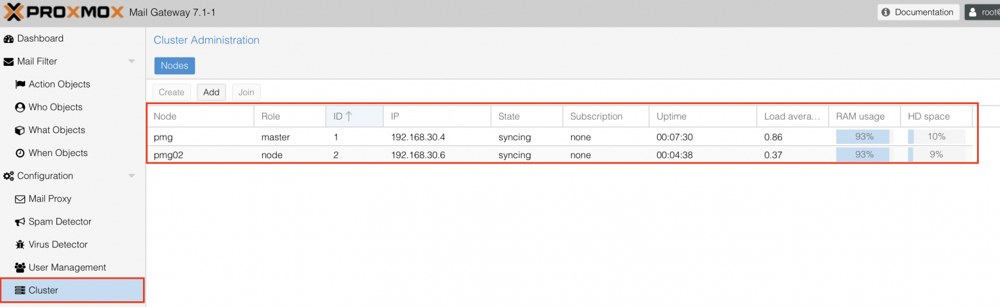 PROXMOX Mail Gateway 7.1-1 Documentation root@
Dashboard
Mail Filter
Action Objects
Who Objects
What Objects
When Objects
Configuration
Mail Proxy
Spam Detector
Virus Detector
User Management
Cluster
Cluster Administration
Nodes
Create Add Join
Node Role ID IP State Subscription Uptime Load avera... RAM usage HD space
pmg master 1 192.168.30.4 syncing none 00:07:30 0.86 93% 10%
pmg02 node 2 192.168.30.6 syncing none 00:04:38 0.37 93% 9%